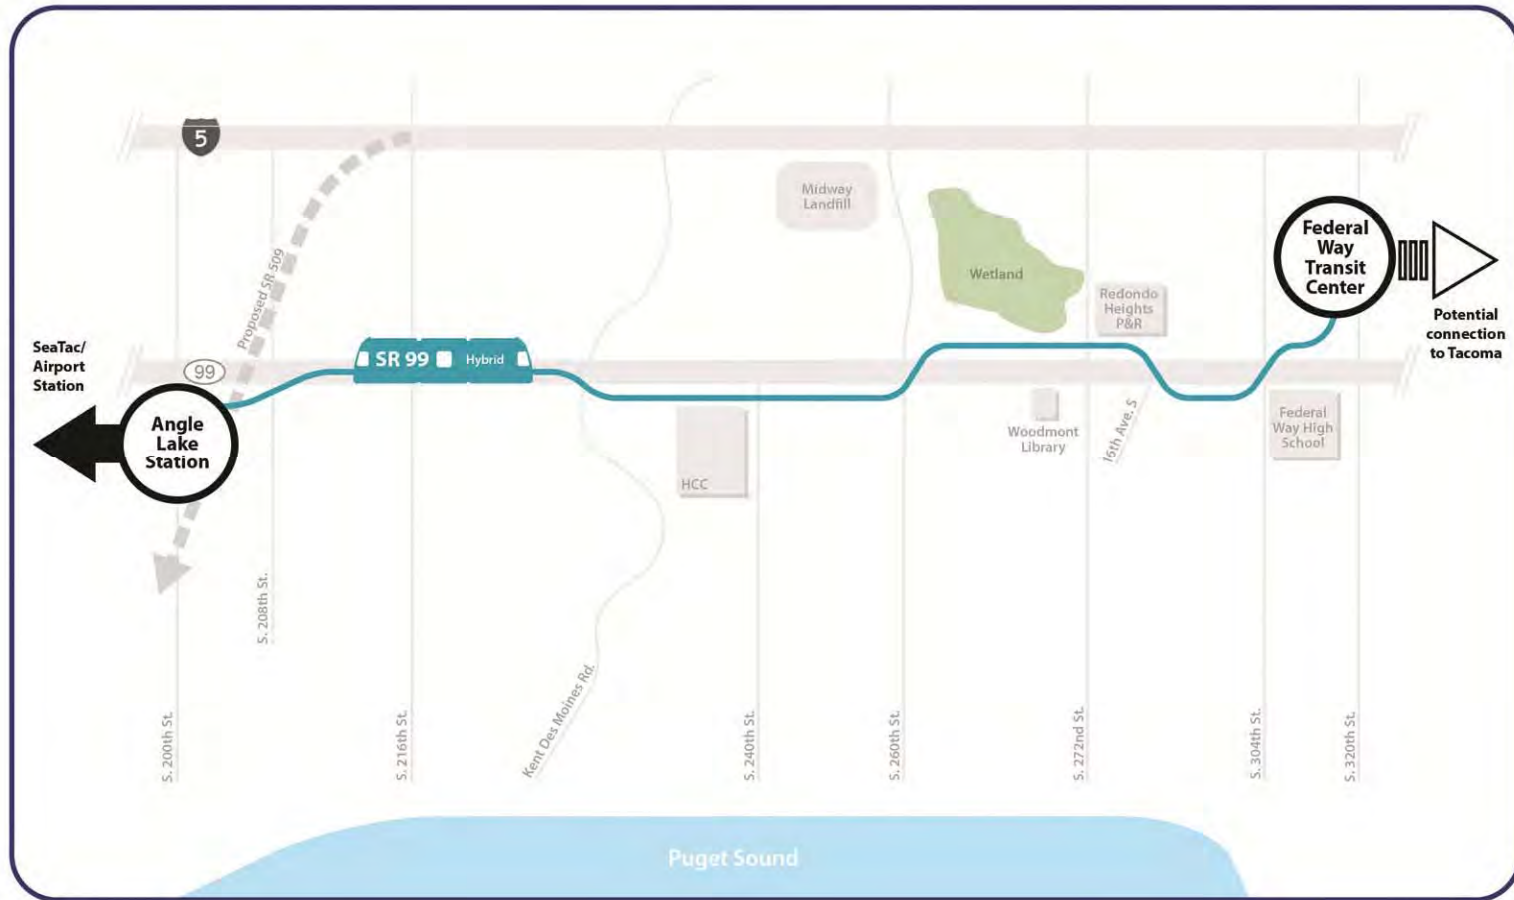 5
Midway
Landfill
Proposed SR 509
Wetland
Redondo
Heights
P&R
Federal
Way
Transit
Center
Potential
connection
to Tacoma
SeaTac/
Airport
Station
99
SR 99
Hybrid
Angle
Lake
Station
HCC
Woodmont
Library
16th Ave. S
Federal
Way High
School
S. 200th St.
S. 208th St.
S. 216th St.
Kent Des Moines Rd.
S. 240th St.
S. 260th St.
S. 272nd St.
S. 304th St.
S. 320th St.
Puget Sound